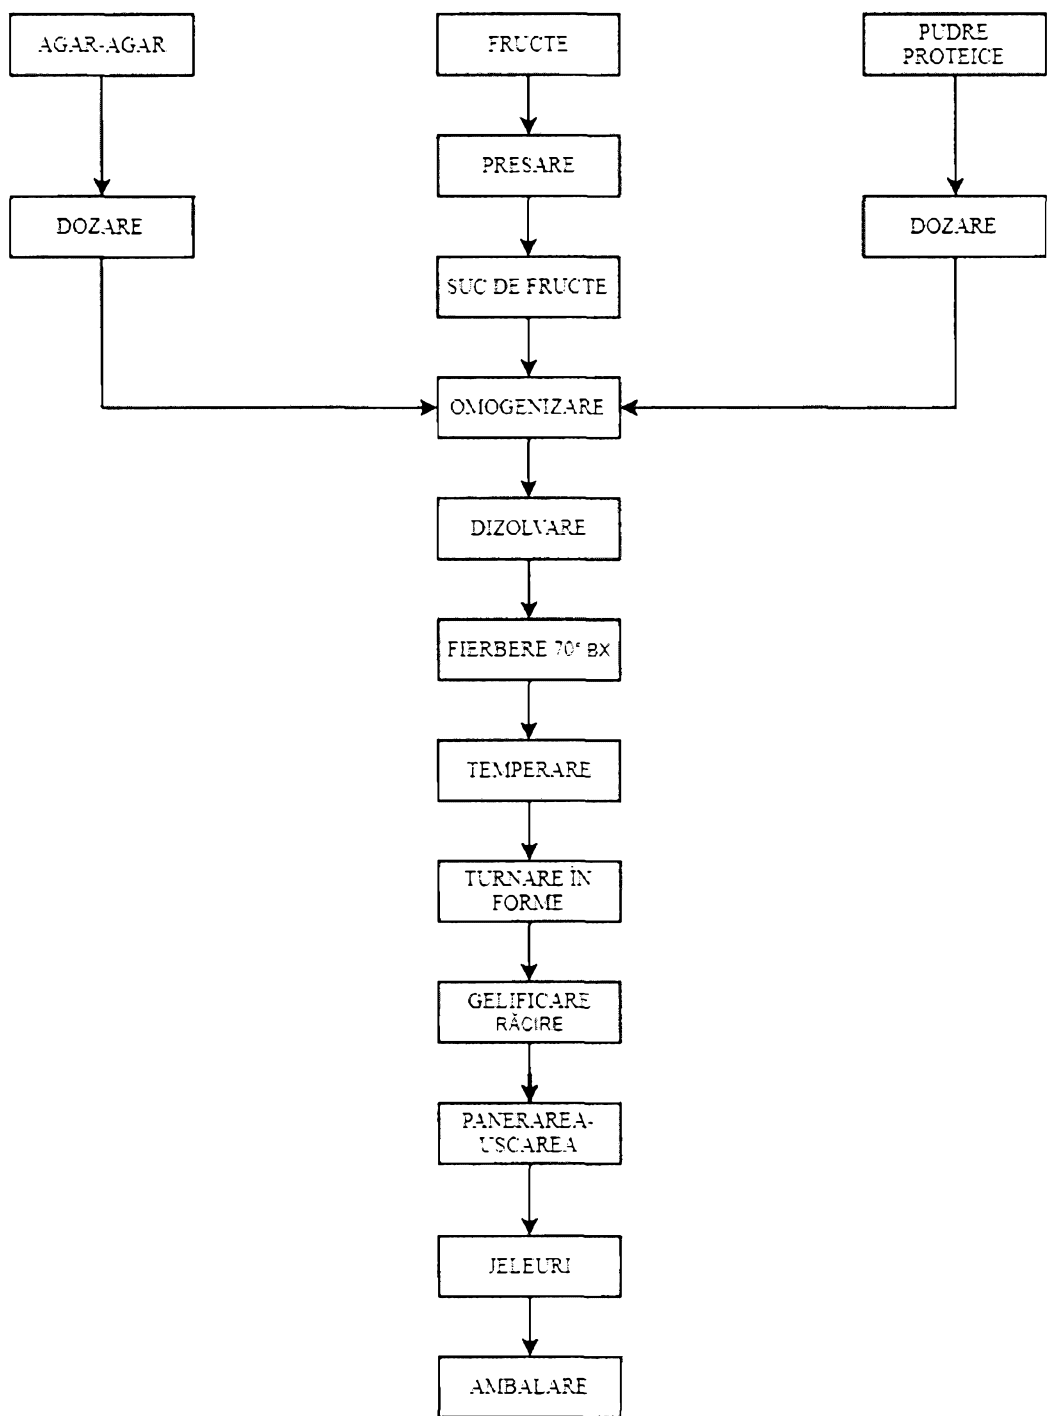 AGAR-AGAR
FRUCTE
PUDRE
PROTEICE
PRESARE
DOZARE
DOZARE
SUC DE FRUCTE
OMOGENIZARE
DIZOLVARE
FIERBERE 70° BX
TEMPERARE
TURNARE ÎN
FORME
GELIFICARE
RĂCIRE
PANERAREA-
USCAREA
JELEURI
AMBALARE